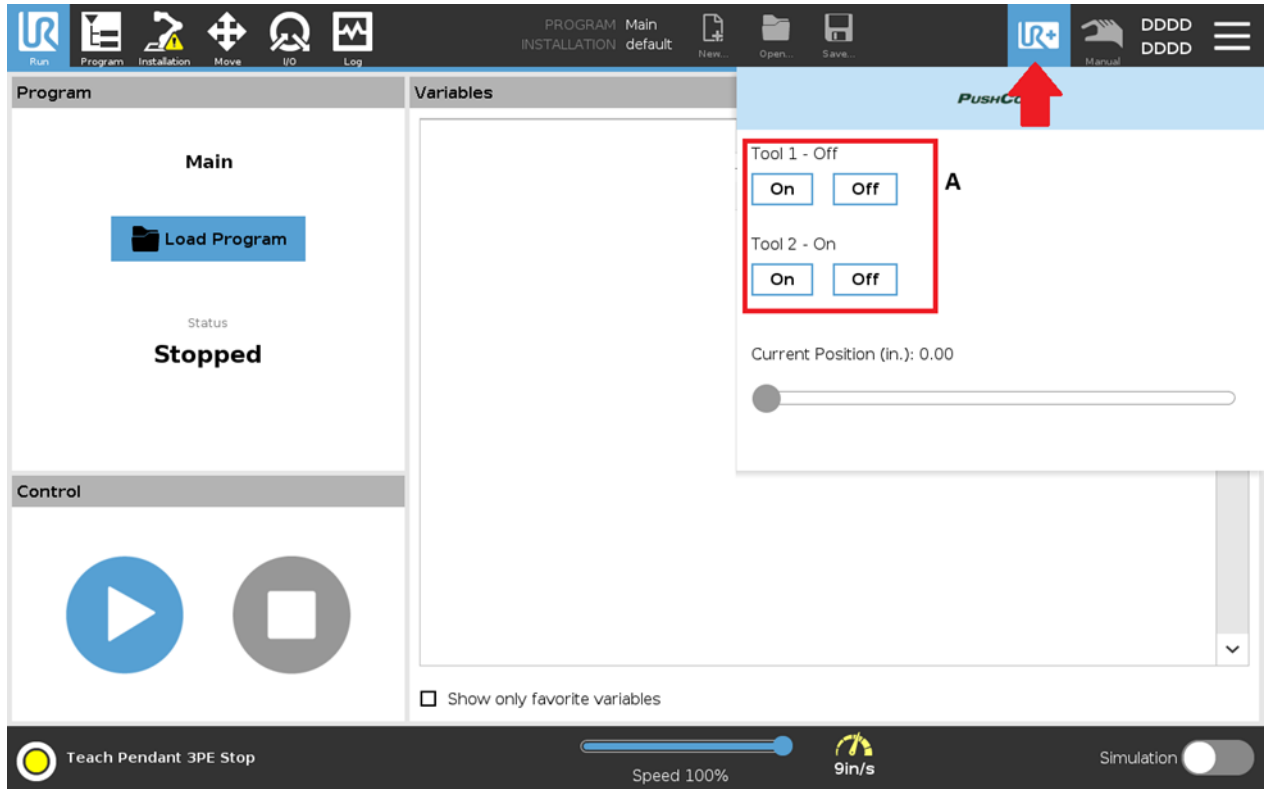 UR
UR+
PROGRAM Main
INSTALLATION default
DDDD
DDDD
Run
Program
Installation
Move
I/O
Log
New...
Open...
Save...
Manual
Program
Variables
Main
Load Program
Status
Stopped
Tool 1 - Off
On Off
A
Tool 2 - On
On Off
Current Position (in.): 0.00
Control
Show only favorite variables
Teach Pendant 3PE Stop
Speed 100%
9in/s
Simulation